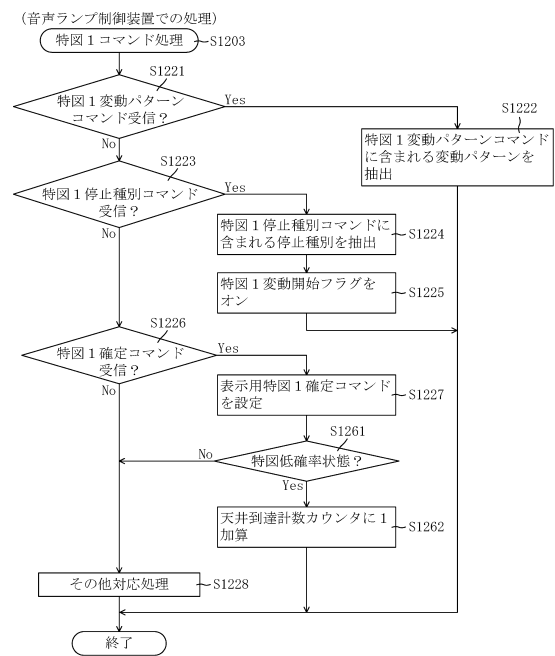 (音声ランプ制御装置での処理)
特図1コマンド処理
S1203
S1221
特図1変動パターン
コマンド受信?
Yes
No
S1222
特図1変動パターンコマンド
に含まれる変動パターンを
抽出
S1223
特図1停止種別コマンド
受信?
Yes
No
特図1停止種別コマンドに
含まれる停止種別を抽出
S1224
特図1変動開始フラグを
オン
S1225
S1226
特図1確定コマンド
受信?
Yes
No
表示用特図1確定コマンド
を設定
S1227
S1261
特図低確率状態?
No
Yes
天井到達計数カウンタに1
加算
S1262
その他対応処理
S1228
終了